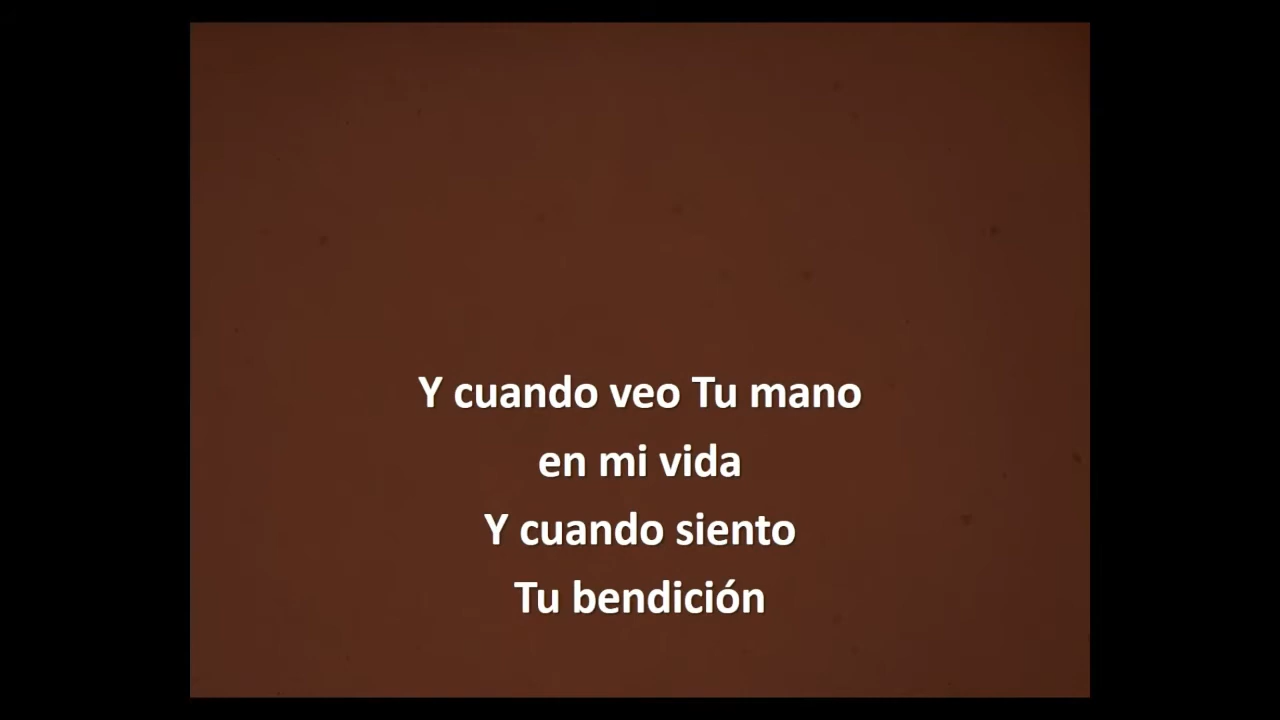 Y cuando veo Tu mano
en mi vida
Y cuando siento
Tu bendición